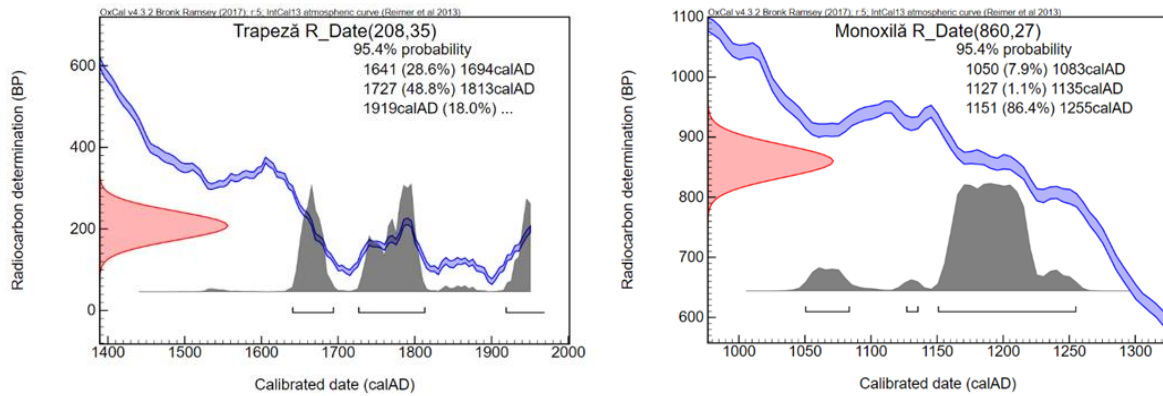 OxCal v4.3.2 Bronk Ramsey (2017); r:5; IntCal13 atmospheric curve (Reimer et al 2013)
Trapeză R_Date(208,35)
95.4% probability
1641 (28.6%) 1694calAD
1727 (48.8%) 1813calAD
1919calAD (18.0%) ...
Radiocarbon determination (BP)
600
400
200
0
1400 1500 1600 1700 1800 1900 2000
Calibrated date (calAD)
OxCal v4.3.2 Bronk Ramsey (2017); r:5; IntCal13 atmospheric curve (Reimer et al 2013)
Monoxilă R_Date(860,27)
95.4% probability
1050 (7.9%) 1083calAD
1127 (1.1%) 1135calAD
1151 (86.4%) 1255calAD
Radiocarbon determination (BP)
1100
1000
900
800
700
600
1000 1050 1100 1150 1200 1250 1300
Calibrated date (calAD)